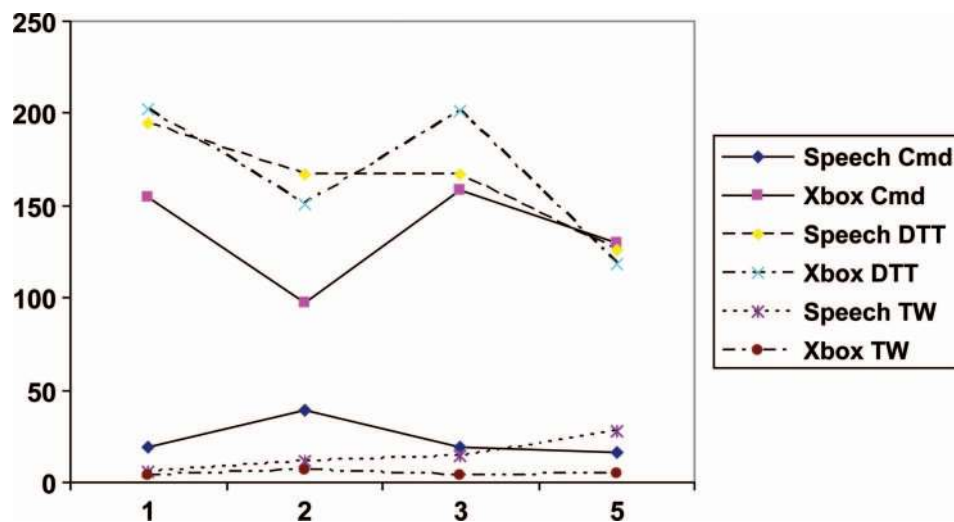 250
200
150
100
50
0
1 2 3 5
Speech Cmd
Xbox Cmd
Speech DTT
Xbox DTT
Speech TW
Xbox TW